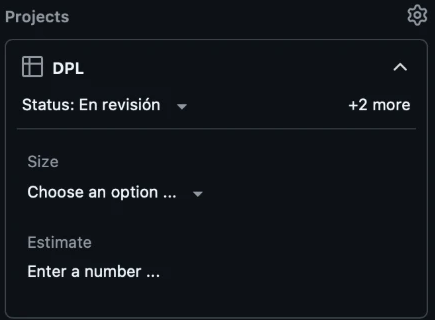 Projects
DPL
Status: En revisión
+2 more
Size
Choose an option ...
Estimate
Enter a number ...